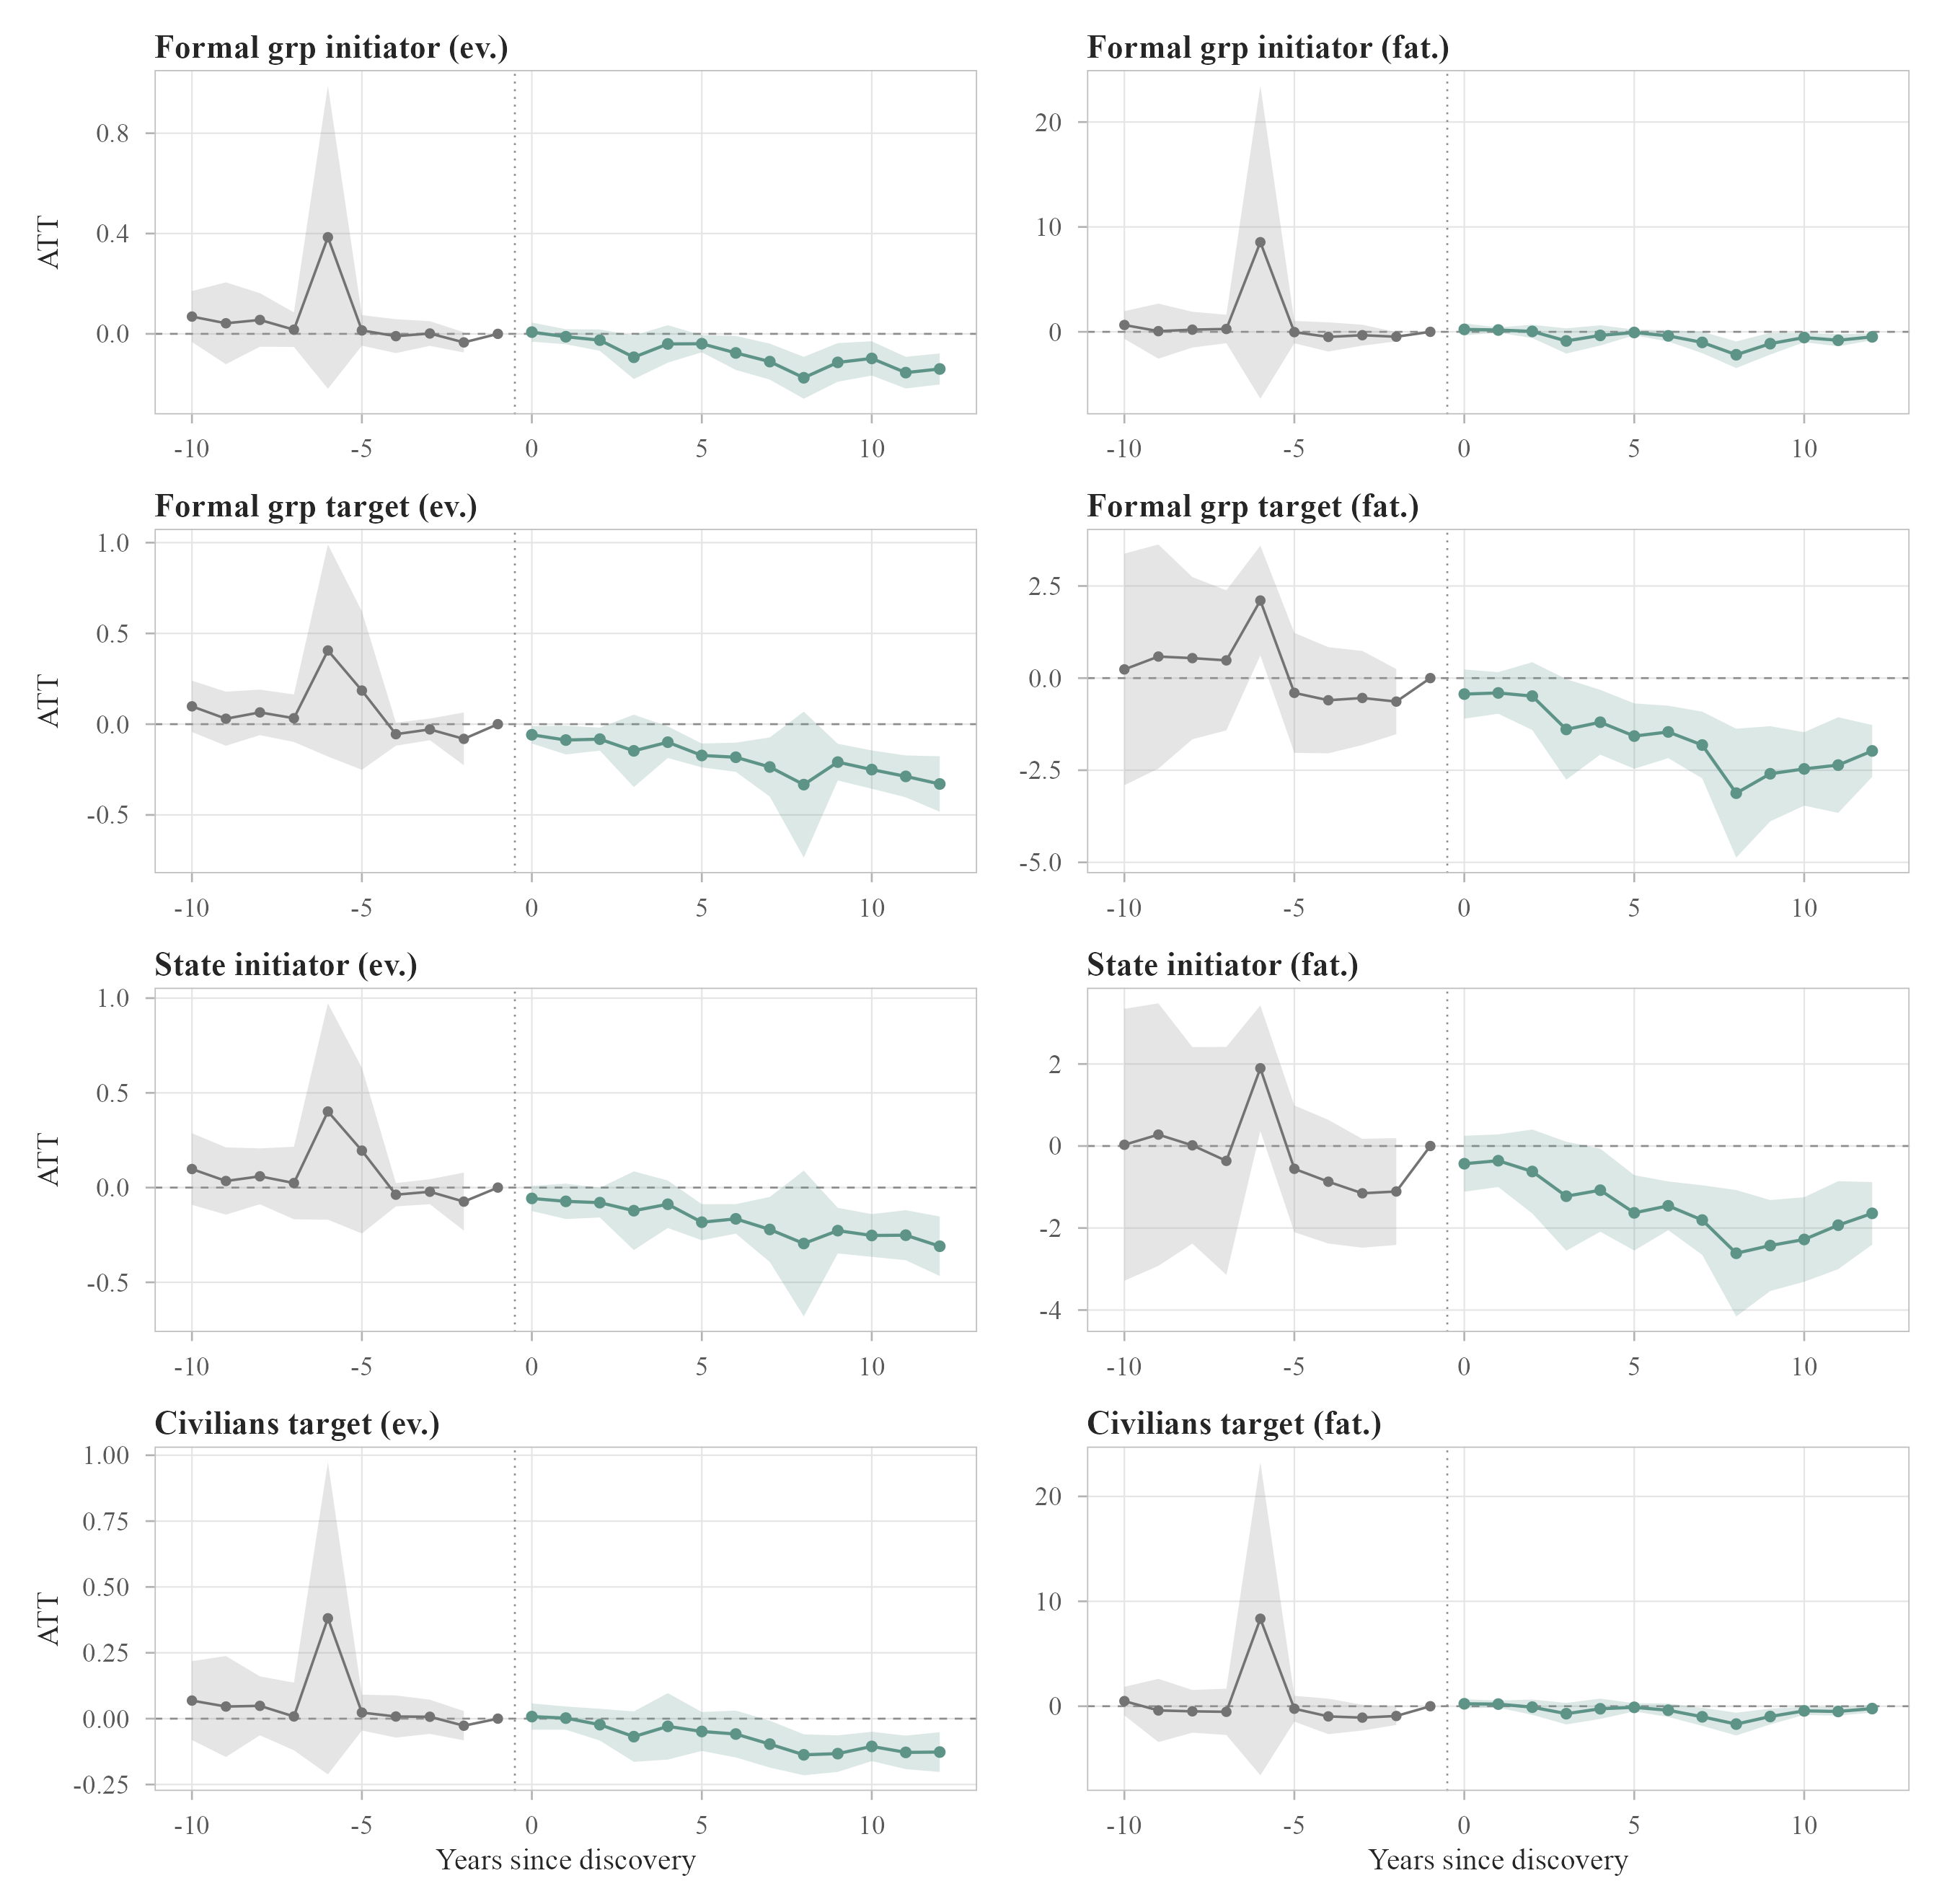 Formal grp initiator (ev.)
ATT
0.8
0.4
0.0
-10 -5 0 5 10
Formal grp initiator (fat.)
20
10
0
-10 -5 0 5 10
Formal grp target (ev.)
ATT
1.0
0.5
0.0
-0.5
-10 -5 0 5 10
Formal grp target (fat.)
2.5
0.0
-2.5
-5.0
-10 -5 0 5 10
State initiator (ev.)
ATT
1.0
0.5
0.0
-0.5
-10 -5 0 5 10
State initiator (fat.)
2
0
-2
-4
-10 -5 0 5 10
Civilians target (ev.)
ATT
1.00
0.75
0.50
0.25
0.00
-0.25
-10 -5 0 5 10
Years since discovery
Civilians target (fat.)
20
10
0
-10 -5 0 5 10
Years since discovery